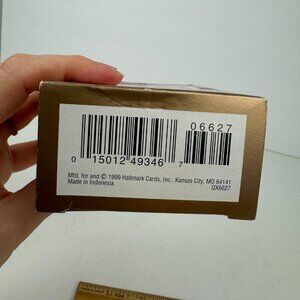 06627
0 15012 49346 7
Mfd. for and © 1999 Hallmark Cards, Inc., Kansas City, MO 64141
Made in Indonesia
QX6627